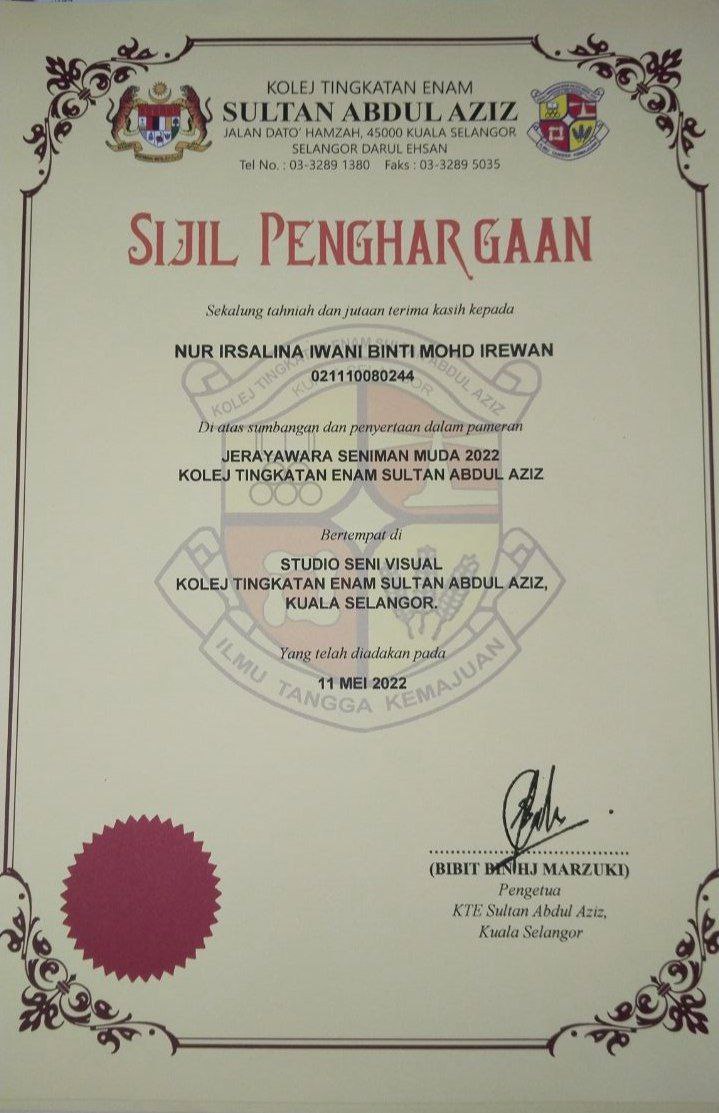 KOLEJ TINGKATAN ENAM
SULTAN ABDUL AZIZ
JALAN DATO' HAMZAH, 45000 KUALA SELANGOR
SELANGOR DARUL EHSAN
Tel No. : 03-3289 1380 Faks : 03-3289 5035
SIJIL PENGHARGAAN
Sekalung tahniah dan jutaan terima kasih kepada
NUR IRSALINA IWANI BINTI MOHD IREWAN
021110080244
KOLEJ TINGKATAN ENAM SULTAN ABDUL AZIZ
KUALA SELANGOR
Di atas sumbangan dan penyertaan dalam pameran
JERAYAWARA SENIMAN MUDA 2022
KOLEJ TINGKATAN ENAM SULTAN ABDUL AZIZ
Bertempat di
STUDIO SENI VISUAL
KOLEJ TINGKATAN ENAM SULTAN ABDUL AZIZ,
KUALA SELANGOR.
Yang telah diadakan pada
11 MEI 2022
ILMU TANGGA KEMAJUAN
(BIBIT BIN HJ MARZUKI)
Pengetua
KTE Sultan Abdul Aziz,
Kuala Selangor